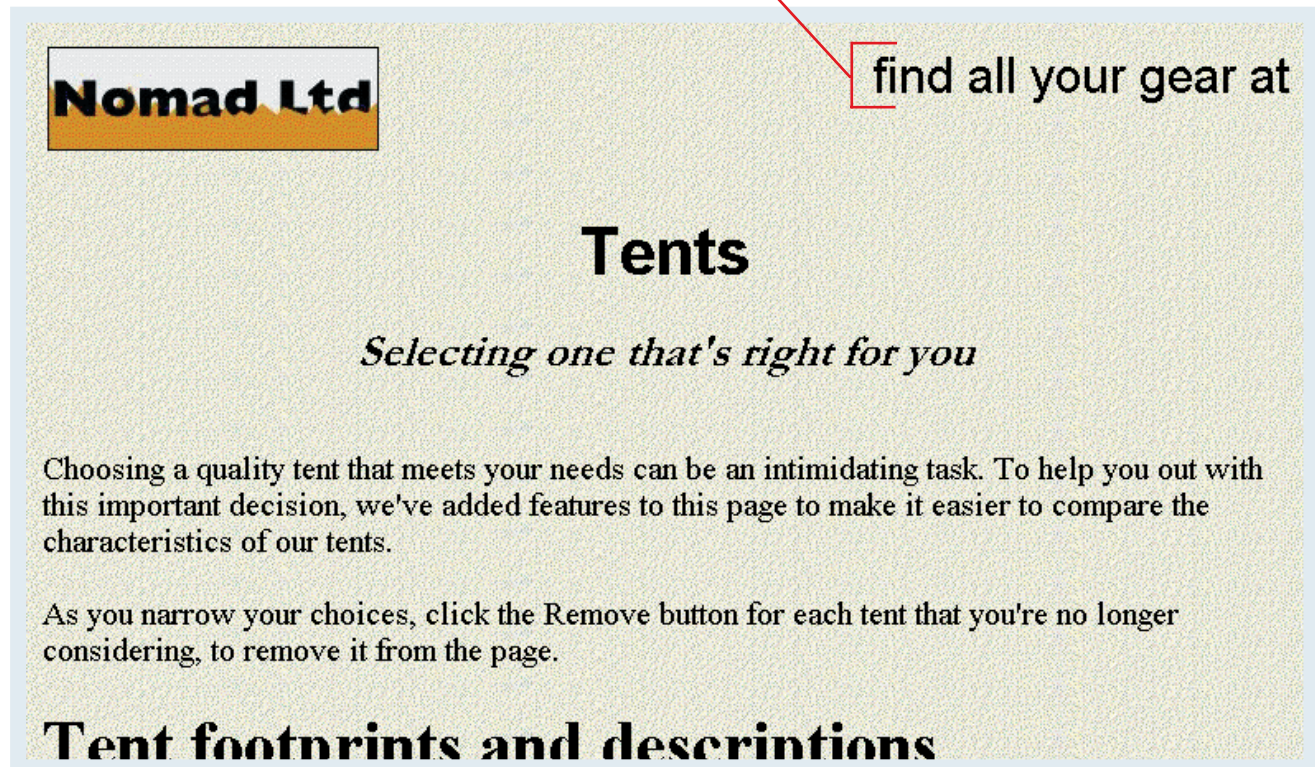 Nomad Ltd
find all your gear at
Tents
Selecting one that's right for you
Choosing a quality tent that meets your needs can be an intimidating task. To help you out with
this important decision, we've added features to this page to make it easier to compare the
characteristics of our tents.
As you narrow your choices, click the Remove button for each tent that you're no longer
considering, to remove it from the page.
Tent footprints and descriptions